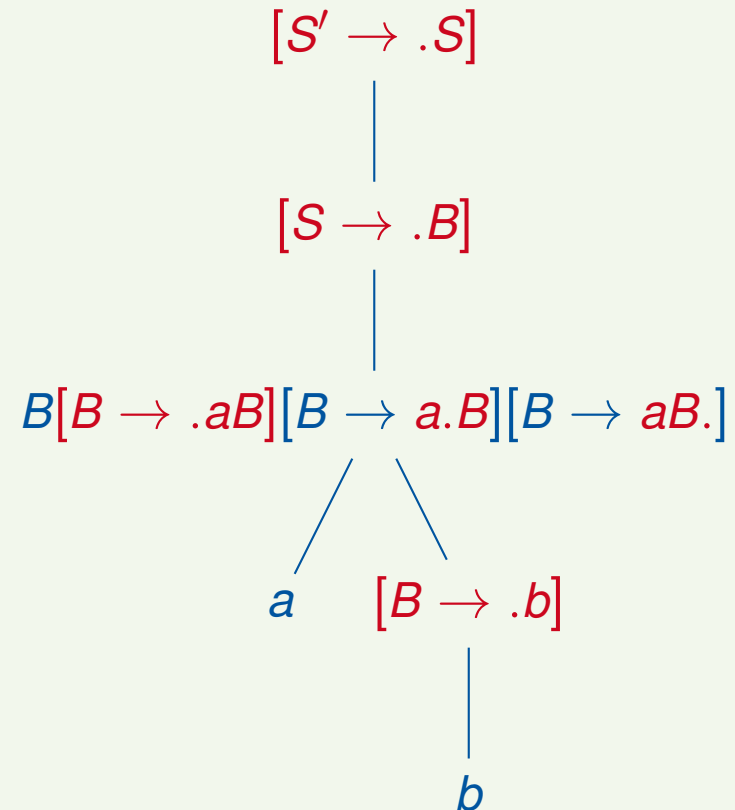 [S′ → .S]
[S → .B]
B[B → .aB][B → a.B][B → aB.]
a [B → .b]
b